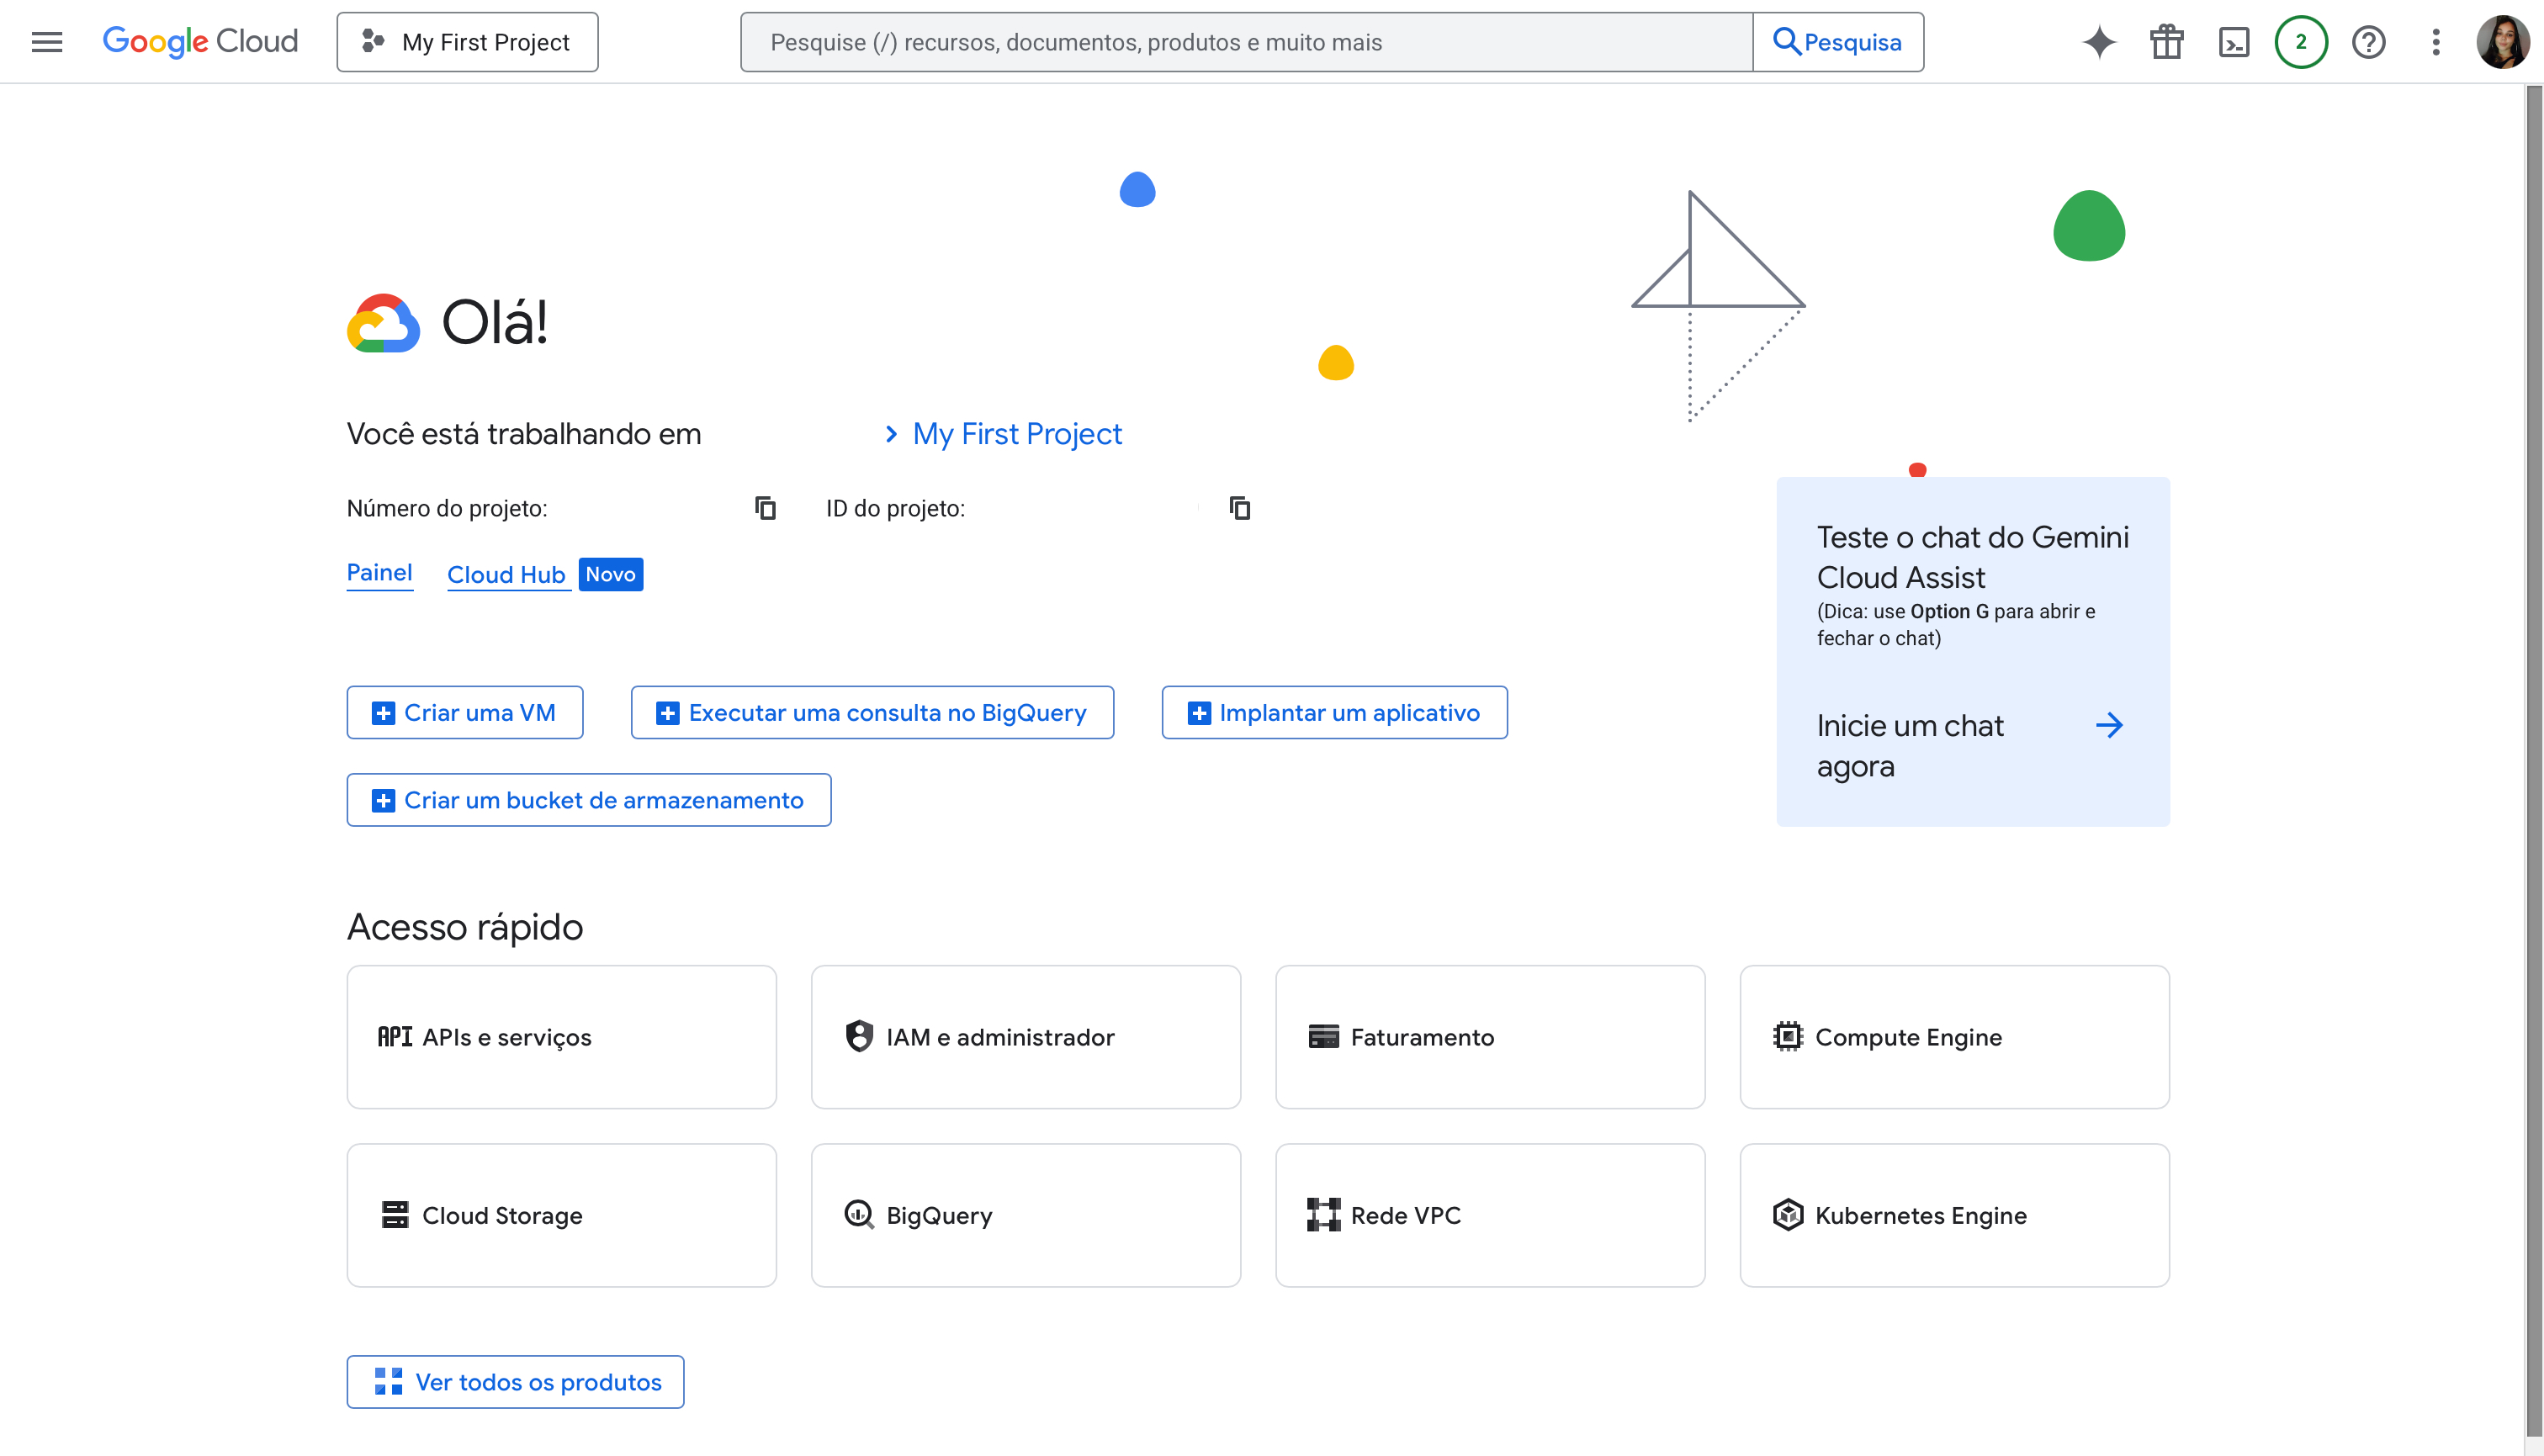 Google Cloud
My First Project
Pesquise (/) recursos, documentos, produtos e muito mais
Pesquisa
2
Olá!
Você está trabalhando em
My First Project
Número do projeto:
ID do projeto:
Painel
Cloud Hub
Novo
Teste o chat do Gemini
Cloud Assist
(Dica: use Option G para abrir e
fechar o chat)
Inicie um chat
agora
Criar uma VM
Executar uma consulta no BigQuery
Implantar um aplicativo
Criar um bucket de armazenamento
Acesso rápido
API APIs e serviços
IAM e administrador
Faturamento
Compute Engine
Cloud Storage
BigQuery
Rede VPC
Kubernetes Engine
Ver todos os produtos